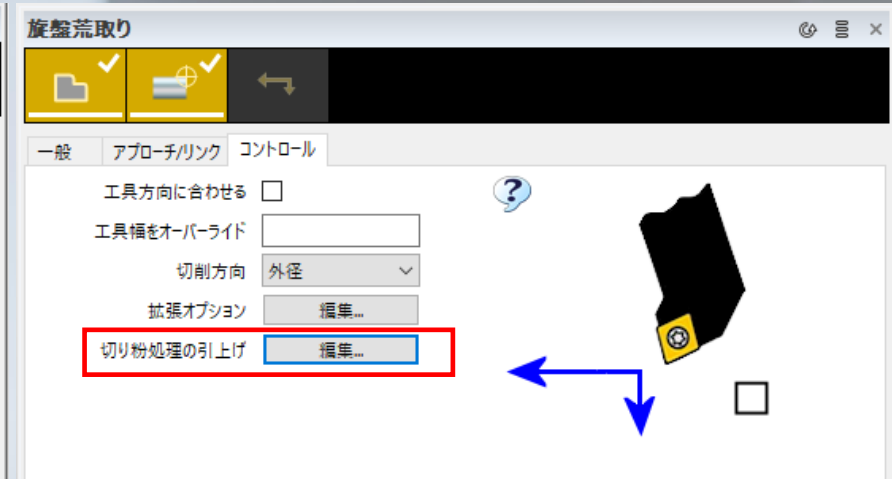 旋盤荒取り
一般 アプローチ/リンク コントロール
工具方向に合わせる
工具幅をオーバーライド
切削方向 外径
拡張オプション 編集...
切り粉処理の引上げ 編集...